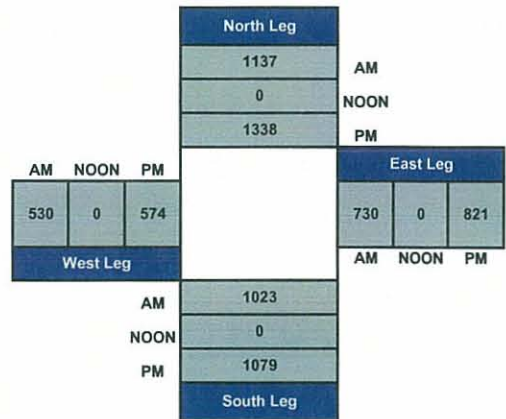 North Leg
1137 AM
0 NOON
1338 PM
East Leg
AM NOON PM
530 0 574
730 0 821
West Leg
AM NOON PM
AM 1023
NOON 0
PM 1079
South Leg